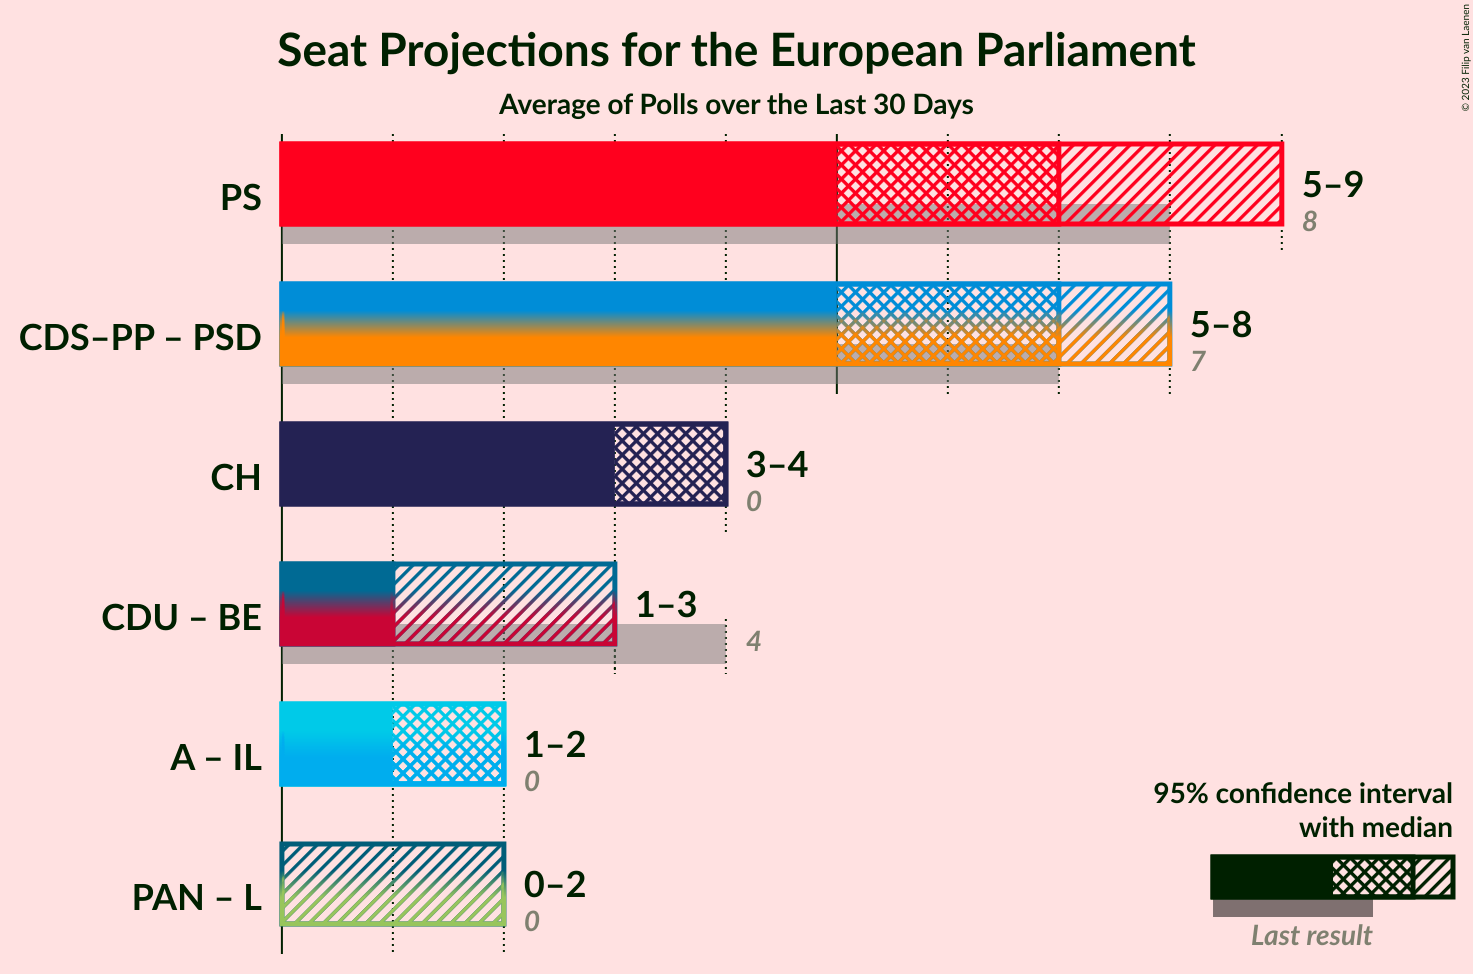 Seat Projections for the European Parliament
Average of Polls over the Last 30 Days
© 2023 Filip van Laenen
PS
5–9
8
CDS–PP – PSD
5–8
7
CH
3–4
0
CDU – BE
1–3
4
A – IL
1–2
0
PAN – L
0–2
0
95% confidence interval
with median
Last result